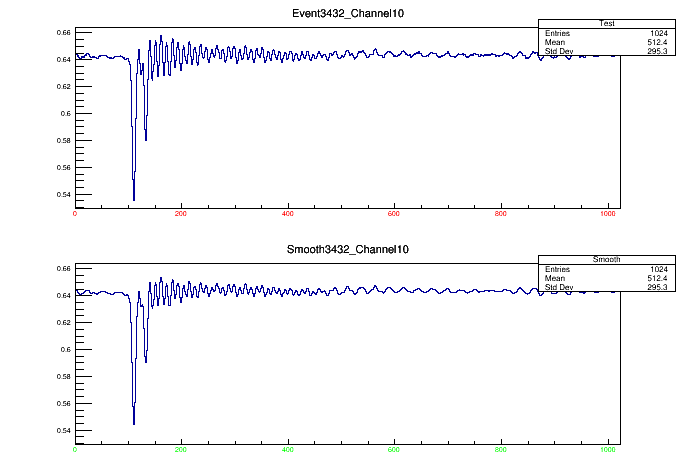 Event3432_Channel10
Test
Entries 1024
Mean 512.4
Std Dev 295.3
0.66
0.64
0.62
0.6
0.58
0.56
0.54
0 200 400 600 800 1000
Smooth3432_Channel10
Smooth
Entries 1024
Mean 512.4
Std Dev 295.3
0.66
0.64
0.62
0.6
0.58
0.56
0.54
0 200 400 600 800 1000